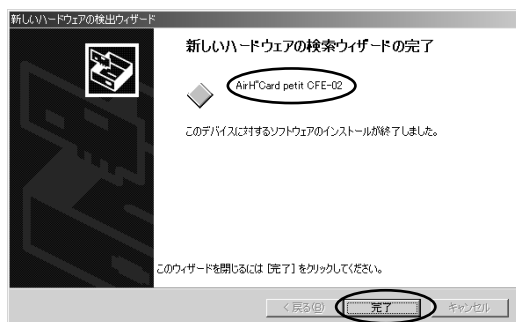 新しいハードウェアの検出ウィザード
新しいハードウェアの検索ウィザードの完了
AirH"Card petit CFE-02
このデバイスに対するソフトウェアのインストールが終了しました。
このウィザードを閉じるには [完了] をクリックしてください。
< 戻る(B)
完了
キャンセル